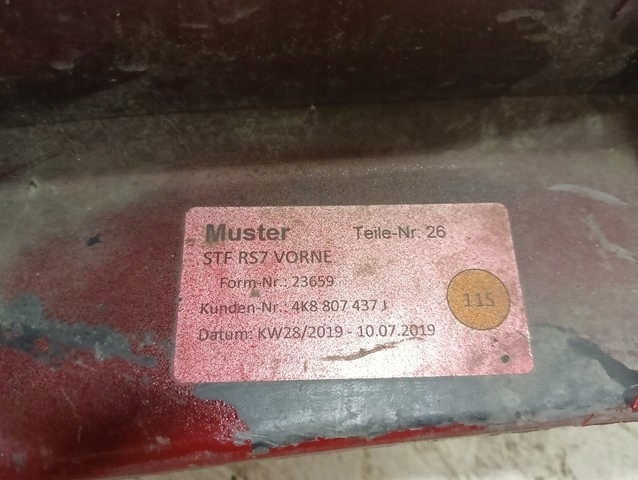 Muster Teile-Nr. 26
STF RS7 VORNE
Form-Nr.: 23659
Kunden-Nr.: 4K8 807 437 J
11S
Datum: KW28/2019 - 10.07.2019